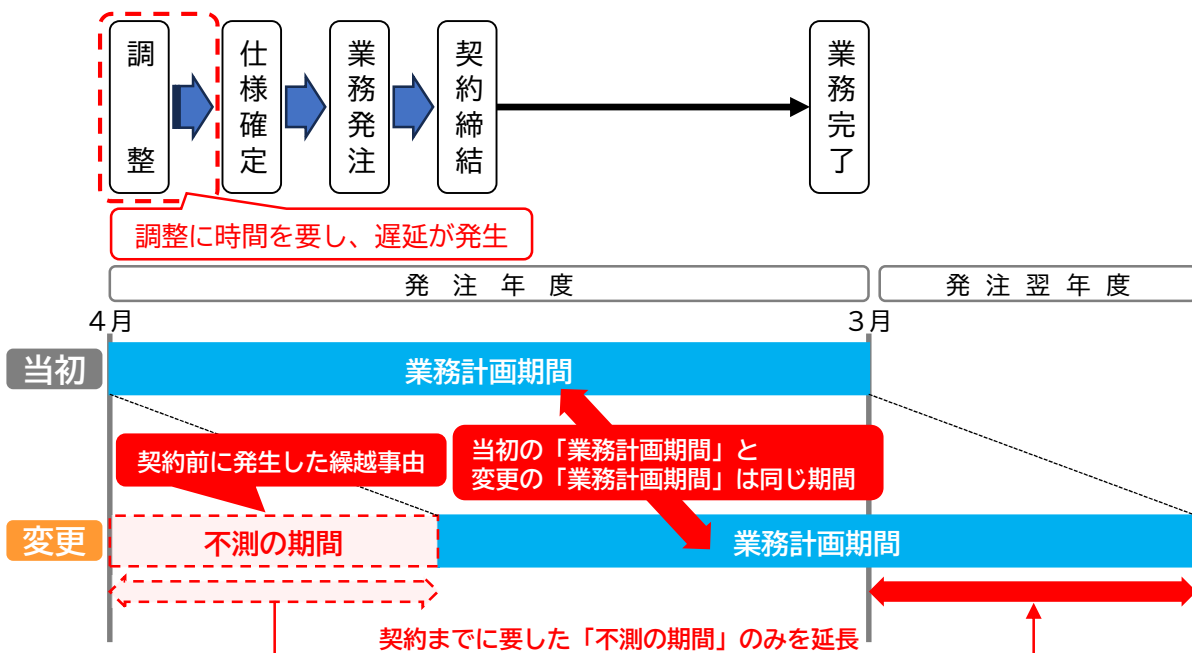 調整
仕様確定
業務発注
契約締結
業務完了
調整に時間を要し、遅延が発生
発注年度
発注翌年度
4月
3月
当初
業務計画期間
契約前に発生した繰越事由
当初の「業務計画期間」と
変更の「業務計画期間」は同じ期間
変更
不測の期間
業務計画期間
契約までに要した「不測の期間」のみを延長